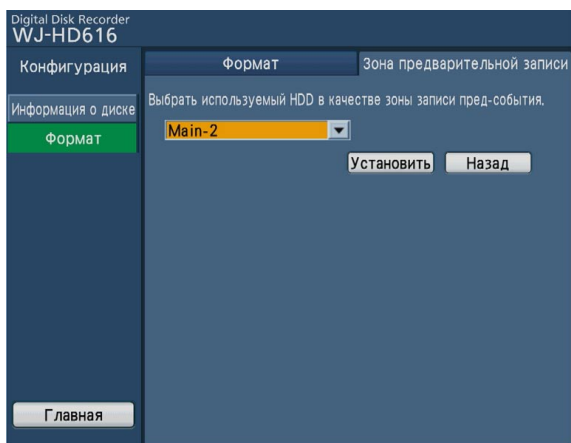 Digital Disk Recorder
WJ-HD616
Конфигурация
Формат
Зона предварительной записи
Информация о диске
Выбрать используемый HDD в качестве зоны записи пред-события.
Формат
Main-2
Установить
Назад
Главная